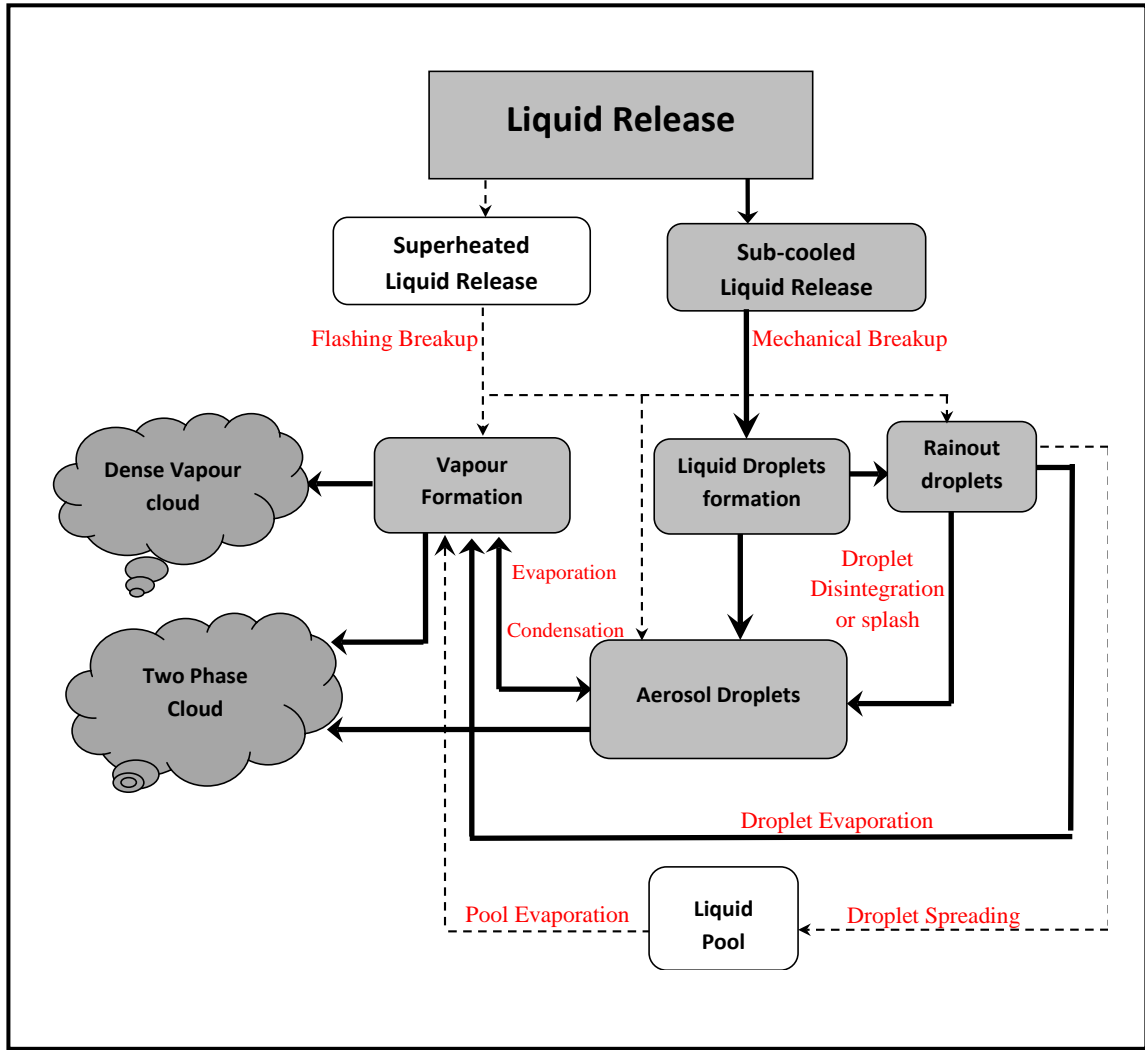 Liquid Release
Superheated
Liquid Release
Sub-cooled
Liquid Release
Flashing Breakup
Mechanical Breakup
Dense Vapour
cloud
Vapour
Formation
Liquid Droplets
formation
Rainout
droplets
Evaporation
Condensation
Droplet
Disintegration
or splash
Two Phase
Cloud
Aerosol Droplets
Droplet Evaporation
Pool Evaporation
Liquid
Pool
Droplet Spreading